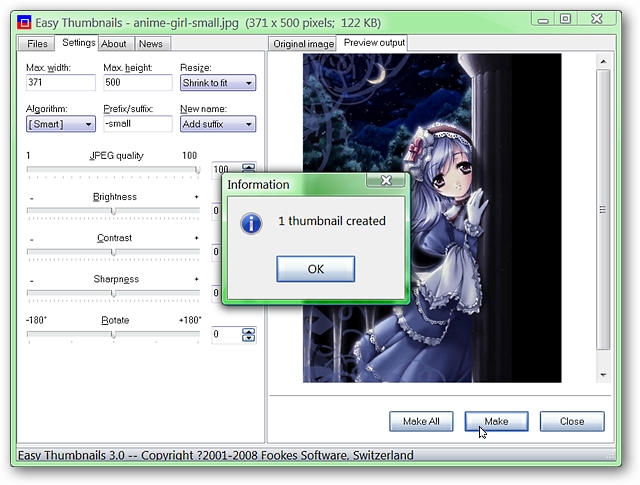 Easy Thumbnails - anime-girl-small.jpg (371 x 500 pixels; 122 KB)
Files Settings About News
Original image Preview output
Max. width: Max. height: Resize:
371 500 Shrink to fit
Algorithm: Prefix/suffix: New name:
[ Smart ] -small Add suffix
1 JPEG quality 100
100
- Brightness +
0
- Contrast +
0
- Sharpness +
0
-180° Rotate +180°
0
Information
1 thumbnail created
OK
Make All Make Close
Easy Thumbnails 3.0 -- Copyright ?2001-2008 Fookes Software, Switzerland